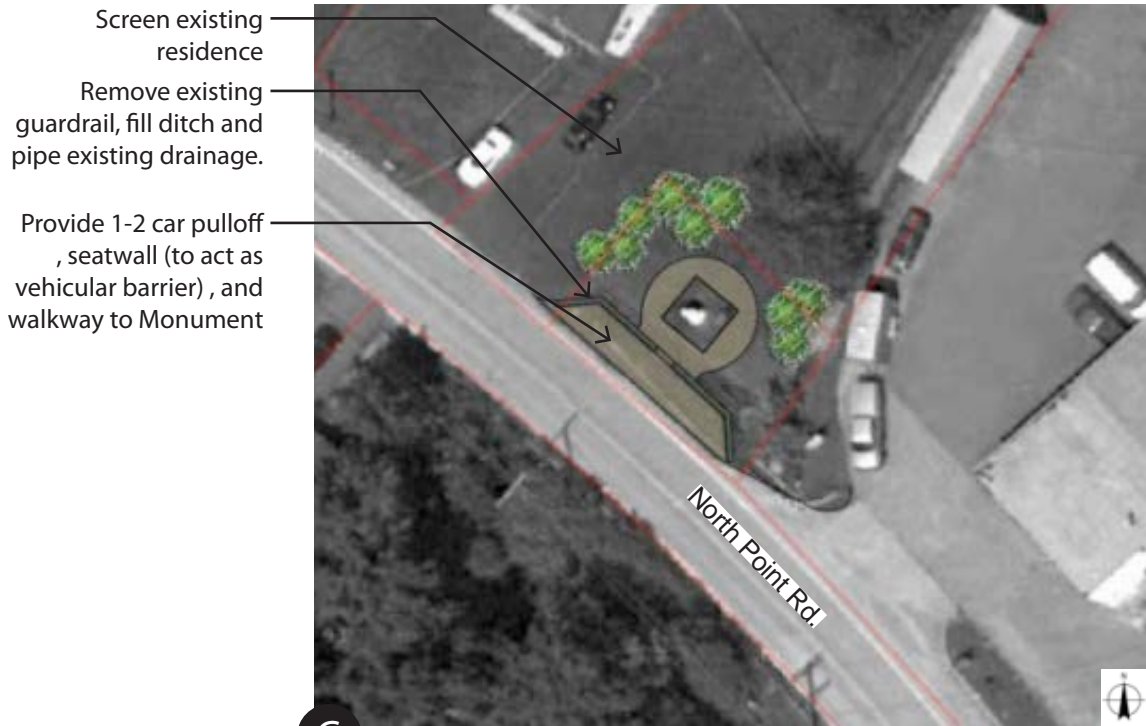 Screen existing
residence
Remove existing
guardrail, fill ditch and
pipe existing drainage.
Provide 1-2 car pulloff
, seatwall (to act as
vehicular barrier) , and
walkway to Monument
North Point Rd.
N